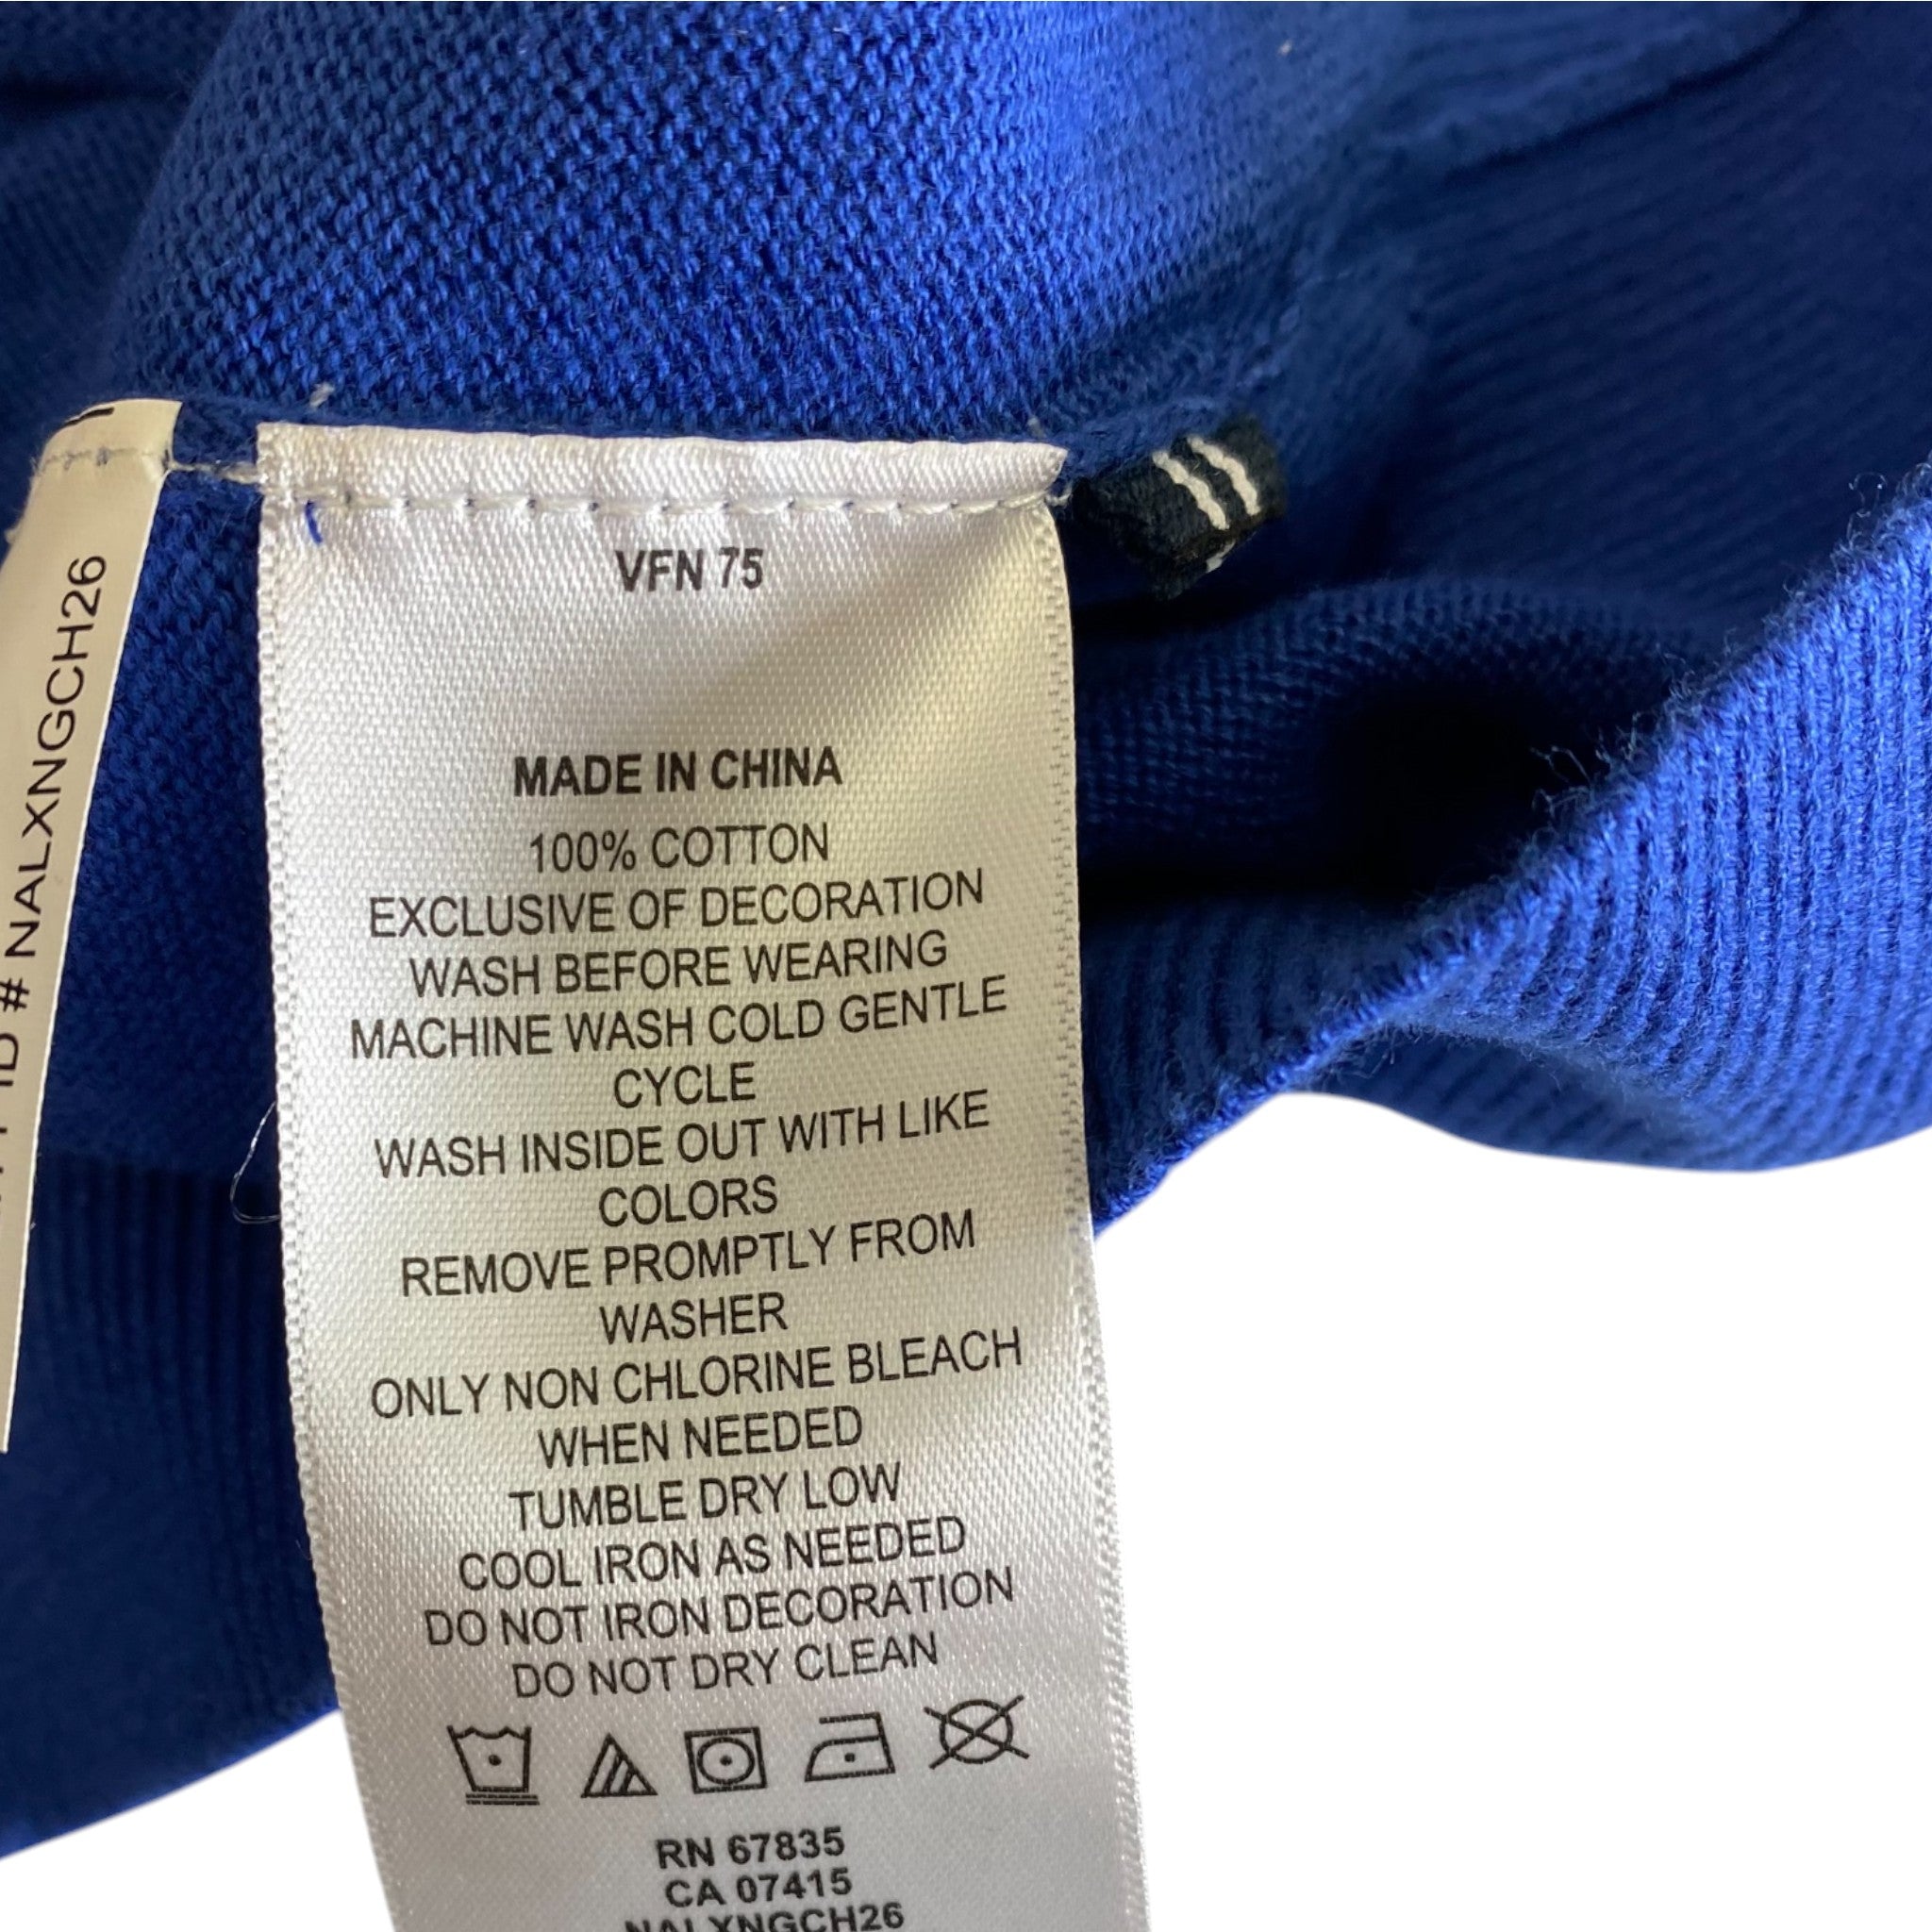 ID # NALXNGCH26
VFN 75
MADE IN CHINA
100% COTTON
EXCLUSIVE OF DECORATION
WASH BEFORE WEARING
MACHINE WASH COLD GENTLE
CYCLE
WASH INSIDE OUT WITH LIKE
COLORS
REMOVE PROMPTLY FROM
WASHER
ONLY NON CHLORINE BLEACH
WHEN NEEDED
TUMBLE DRY LOW
COOL IRON AS NEEDED
DO NOT IRON DECORATION
DO NOT DRY CLEAN
RN 67835
CA 07415
NALXNGCH26